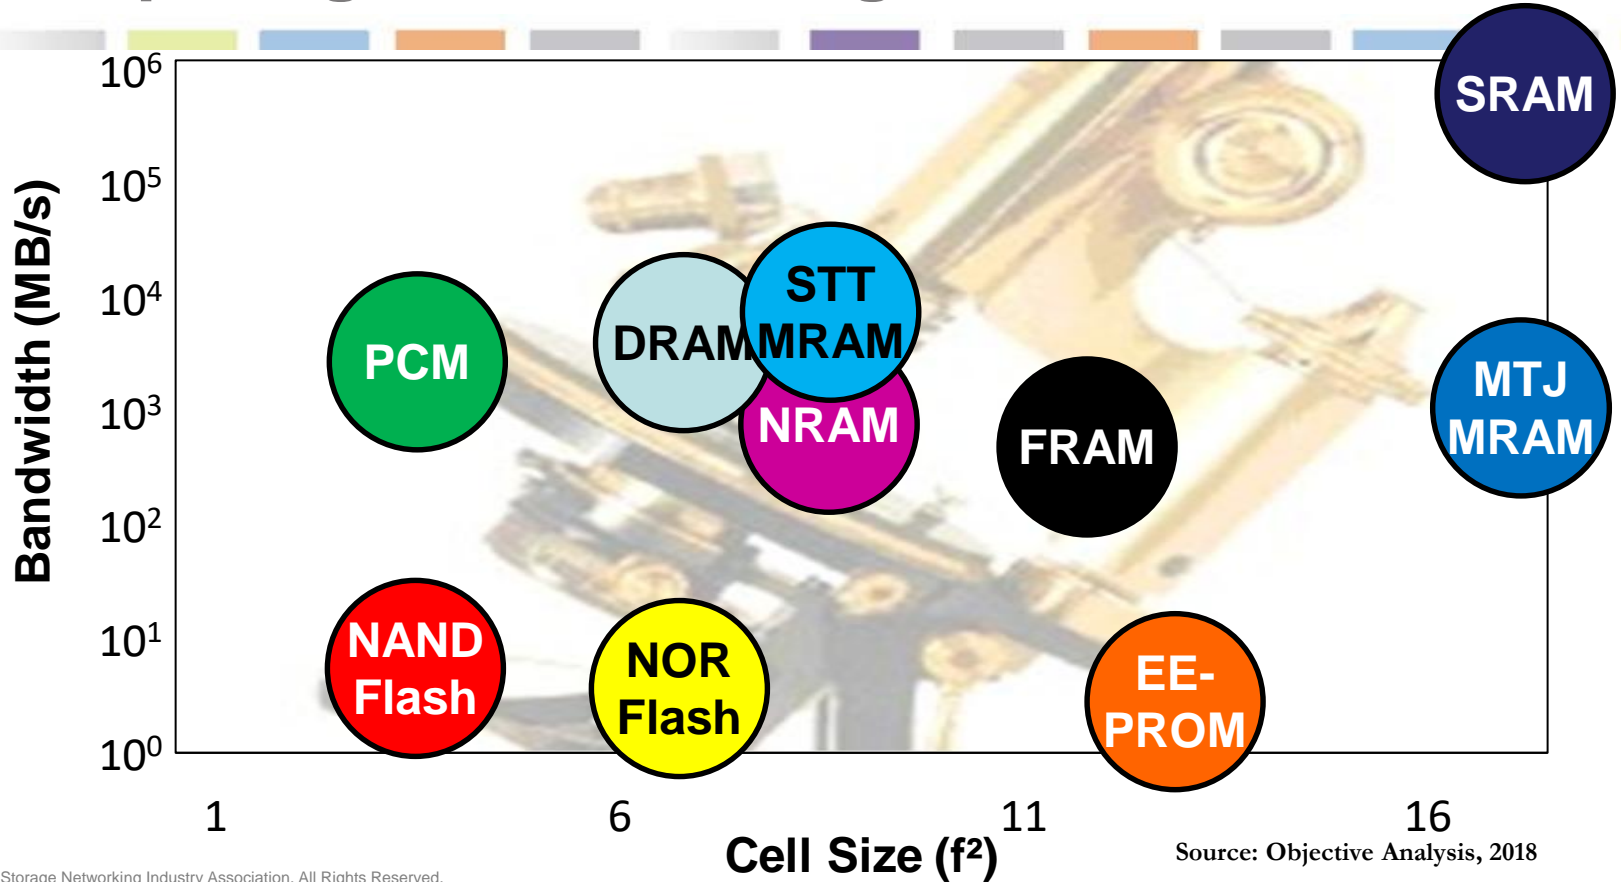 10⁶
SRAM
10⁵
Bandwidth (MB/s)
10⁴
STT
MRAM
DRAM
PCM
MTJ
MRAM
10³
NRAM
FRAM
10²
10¹
NAND
Flash
NOR
Flash
EE-
PROM
10⁰
1
6
11
16
Cell Size (f²)
Source: Objective Analysis, 2018
Storage Networking Industry Association. All Rights Reserved.